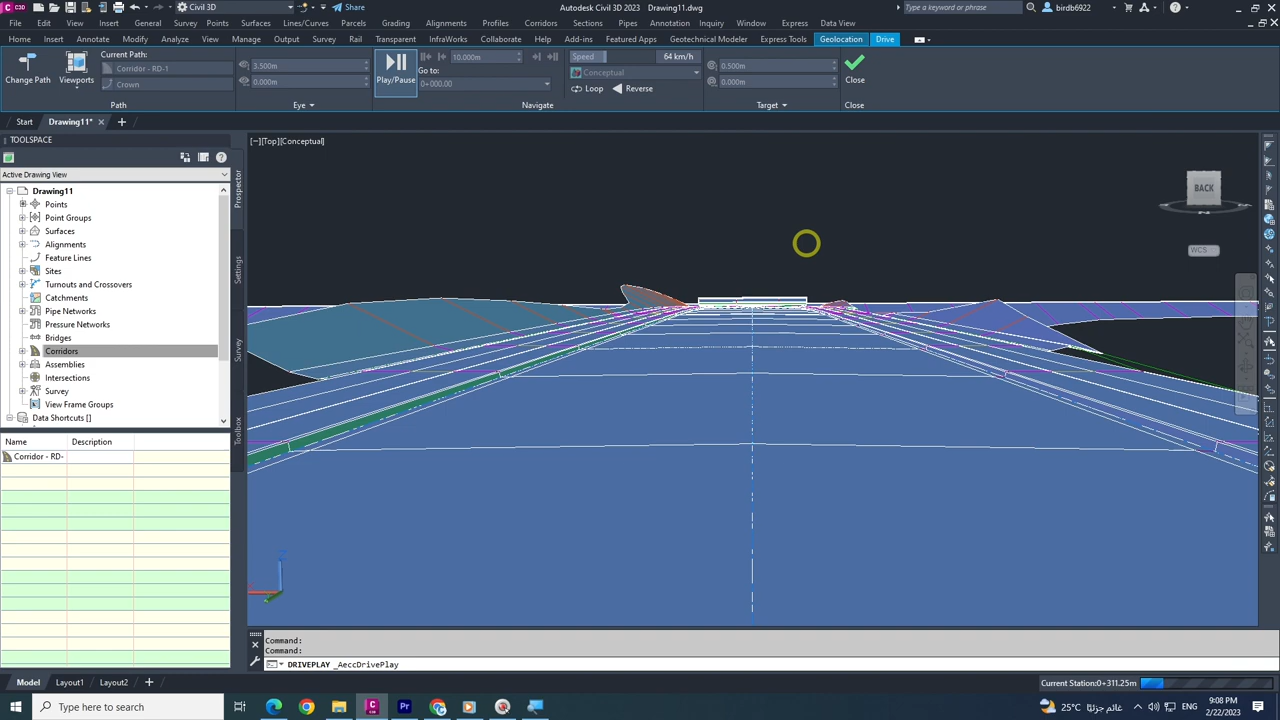 Civil 3D
Share
Autodesk Civil 3D 2023 Drawing11.dwg
Type a keyword or phrase
birdb6922
File Edit View Insert General Survey Points Surfaces Lines/Curves Parcels Grading Alignments Profiles Corridors Sections Pipes Annotation Inquiry Window Express Data View
Home Insert Annotate Modify Analyze View Manage Output Survey Rail Transparent InfraWorks Collaborate Help Add-ins Featured Apps Geotechnical Modeler Express Tools Geolocation Drive
Current Path:
Corridor - RD-1
Crown
Change Path
Viewports
3.500m
0.000m
Play/Pause
10.000m
Go to:
0+000.00
Speed
64 km/h
Conceptual
Loop
Reverse
0.500m
0.000m
Close
Path
Eye
Navigate
Target
Close
Start
Drawing11*
TOOLSPACE
[−][Top][Conceptual]
Active Drawing View
Drawing11
Points
Point Groups
Surfaces
Alignments
Feature Lines
Sites
Turnouts and Crossovers
Catchments
Pipe Networks
Pressure Networks
Bridges
Corridors
Assemblies
Intersections
Survey
View Frame Groups
Data Shortcuts []
Prospector
Settings
Survey
Toolbox
BACK
WCS
Name Description
Corridor - RD-
Command:
Command:
DRIVEPLAY _AeccDrivePlay
Model Layout1 Layout2
Current Station:0+311.25m
Type here to search
25°C غائم جزئيا
ENG
9:08 PM
2/22/2023